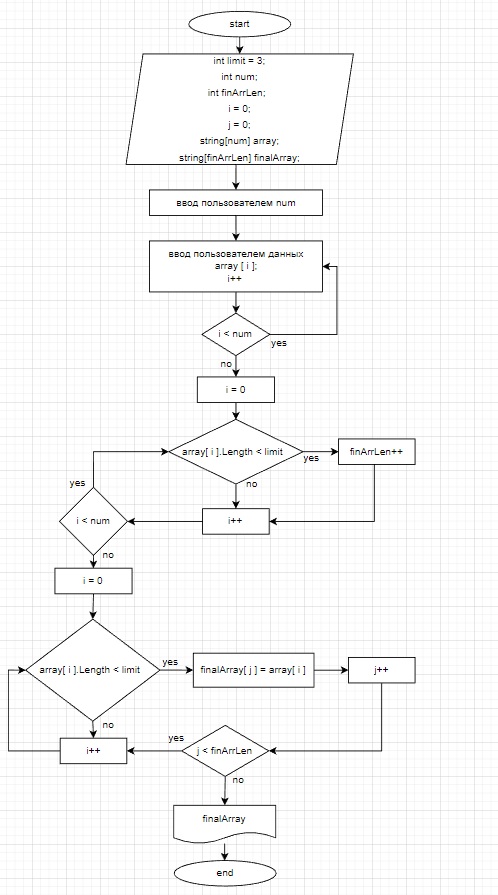 start
int limit = 3;
int num;
int finArrLen;
i = 0;
j = 0;
string[num] array;
string[finArrLen] finalArray;
ввод пользователем num
ввод пользователем данных
array [ i ];
i++
i < num
yes
no
i = 0
array[ i ].Length < limit
yes
finArrLen++
no
i++
yes
i < num
no
i = 0
array[ i ].Length < limit
yes
finalArray[ j ] = array[ i ]
j++
no
i++
yes
j < finArrLen
no
finalArray
end